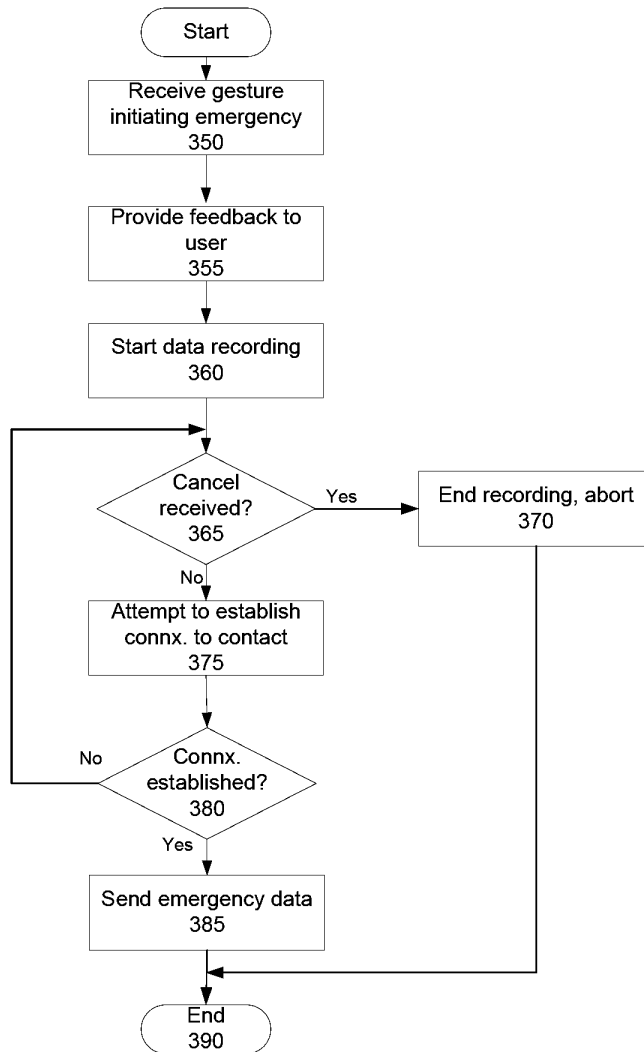 Start
Receive gesture
initiating emergency
350
Provide feedback to
user
355
Start data recording
360
Cancel
received?
365
Yes
End recording, abort
370
No
Attempt to establish
connx. to contact
375
No
Connx.
established?
380
Yes
Send emergency data
385
End
390